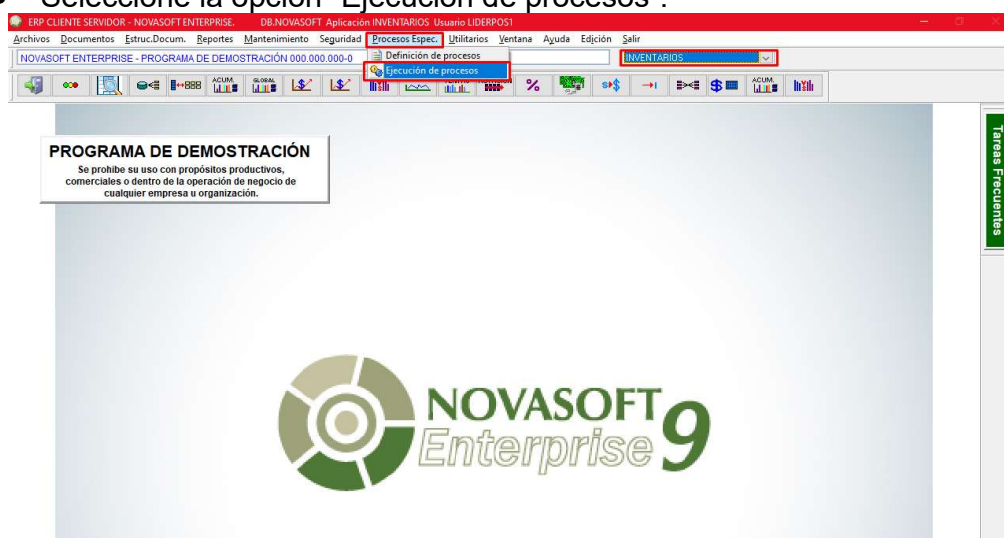 • Seleccione la opción "Ejecución de procesos".
ERP CLIENTE SERVIDOR - NOVASOFT ENTERPRISE. DB.NOVASOFT Aplicación INVENTARIOS Usuario LIDERPOS1
Archivos Documentos Estruc.Docum. Reportes Mantenimiento Seguridad Procesos Espec. Utilitarios Ventana Ayuda Edición Salir
NOVASOFT ENTERPRISE - PROGRAMA DE DEMOSTRACIÓN 000.000.000-0
Definición de procesos
INVENTARIOS
Ejecución de procesos
ACUM.
GLOBAL
ACUM.
PROGRAMA DE DEMOSTRACIÓN
Se prohibe su uso con propósitos productivos,
comerciales o dentro de la operación de negocio de
cualquier empresa u organización.
Tareas Frecuentes
NOVASOFT
Enterprise 9